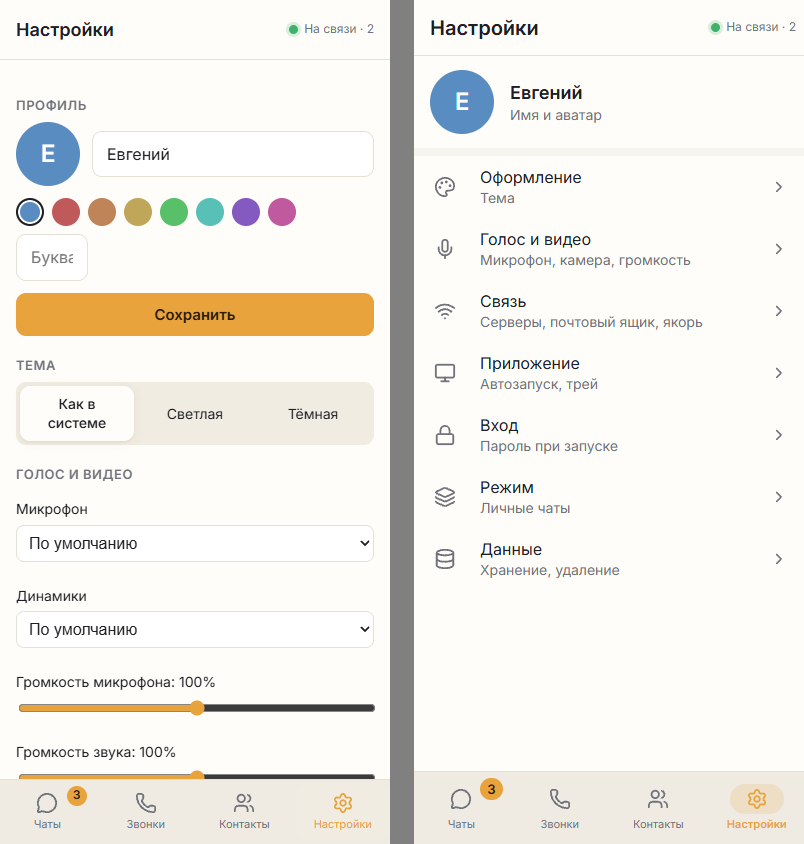 Настройки
На связи · 2
ПРОФИЛЬ
Е
Евгений
Буква
Сохранить
ТЕМА
Как в
системе
Светлая
Тёмная
ГОЛОС И ВИДЕО
Микрофон
По умолчанию
Динамики
По умолчанию
Громкость микрофона: 100%
Громкость звука: 100%
3
Чаты
Звонки
Контакты
Настройки
Настройки
На связи · 2
Е
Евгений
Имя и аватар
Оформление
Тема
Голос и видео
Микрофон, камера, громкость
Связь
Серверы, почтовый ящик, якорь
Приложение
Автозапуск, трей
Вход
Пароль при запуске
Режим
Личные чаты
Данные
Хранение, удаление
3
Чаты
Звонки
Контакты
Настройки